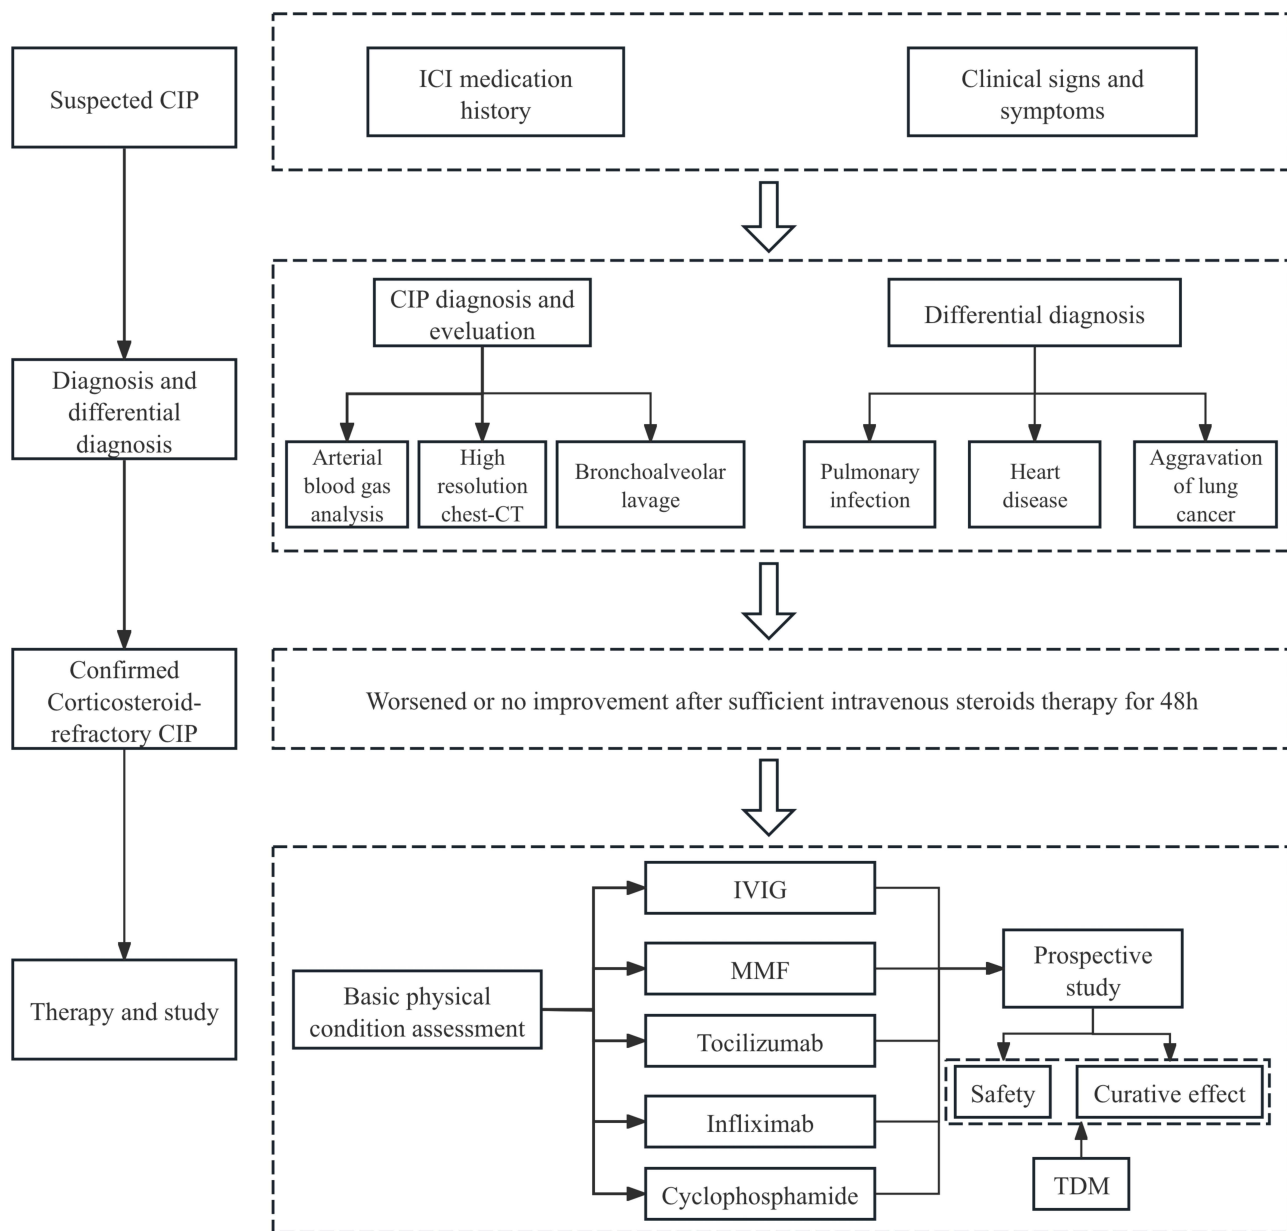 Suspected CIP
ICI medication
history
Clinical signs and
symptoms
Diagnosis and
differential
diagnosis
CIP diagnosis and
eveluation
Differential diagnosis
Arterial
blood gas
analysis
High
resolution
chest-CT
Bronchoalveolar
lavage
Pulmonary
infection
Heart
disease
Aggravation
of lung
cancer
Confirmed
Corticosteroid-
refractory CIP
Worsened or no improvement after sufficient intravenous steroids therapy for 48h
Therapy and study
Basic physical
condition assessment
IVIG
MMF
Tocilizumab
Infliximab
Cyclophosphamide
Prospective
study
Safety
Curative effect
TDM